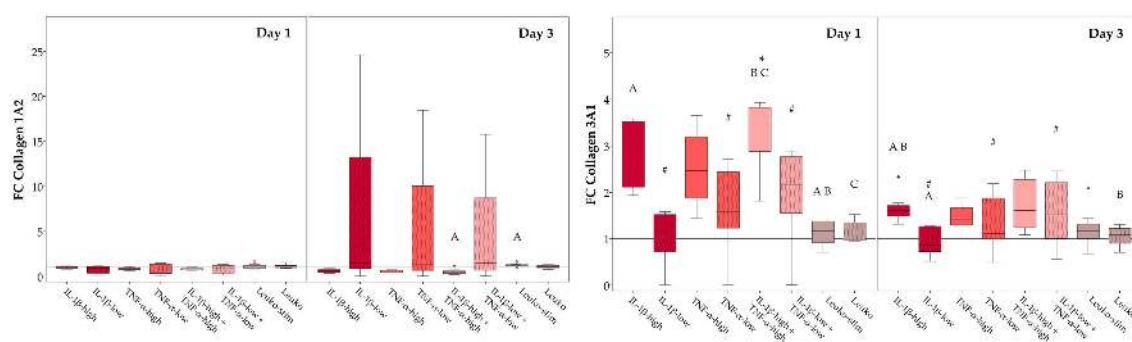 Day 1
Day 3
FC Collagen 1A2
25
20
15
10
5
0
A
A
IL-1β-high
IL-1β-low
TNF-α-high
TNF-α-low
IL-1β-high +
TNF-α-high
IL-1β-low +
TNF-α-low
Leuko-stim
Leuko
IL-1β-high
IL-1β-low
TNF-α-high
TNF-α-low
IL-1β-high +
TNF-α-high
IL-1β-low +
TNF-α-low
Leuko-stim
Leuko
Day 1
Day 3
FC Collagen 3A1
5
4
3
2
1
0
A
#
#
*
B C
#
A B
C
A B
*
#
A
#
#
*
B
IL-1β-high
IL-1β-low
TNF-α-high
TNF-α-low
IL-1β-high +
TNF-α-high
IL-1β-low +
TNF-α-low
Leuko-stim
Leuko
IL-1β-high
IL-1β-low
TNF-α-high
TNF-α-low
IL-1β-high +
TNF-α-high
IL-1β-low +
TNF-α-low
Leuko-stim
Leuko